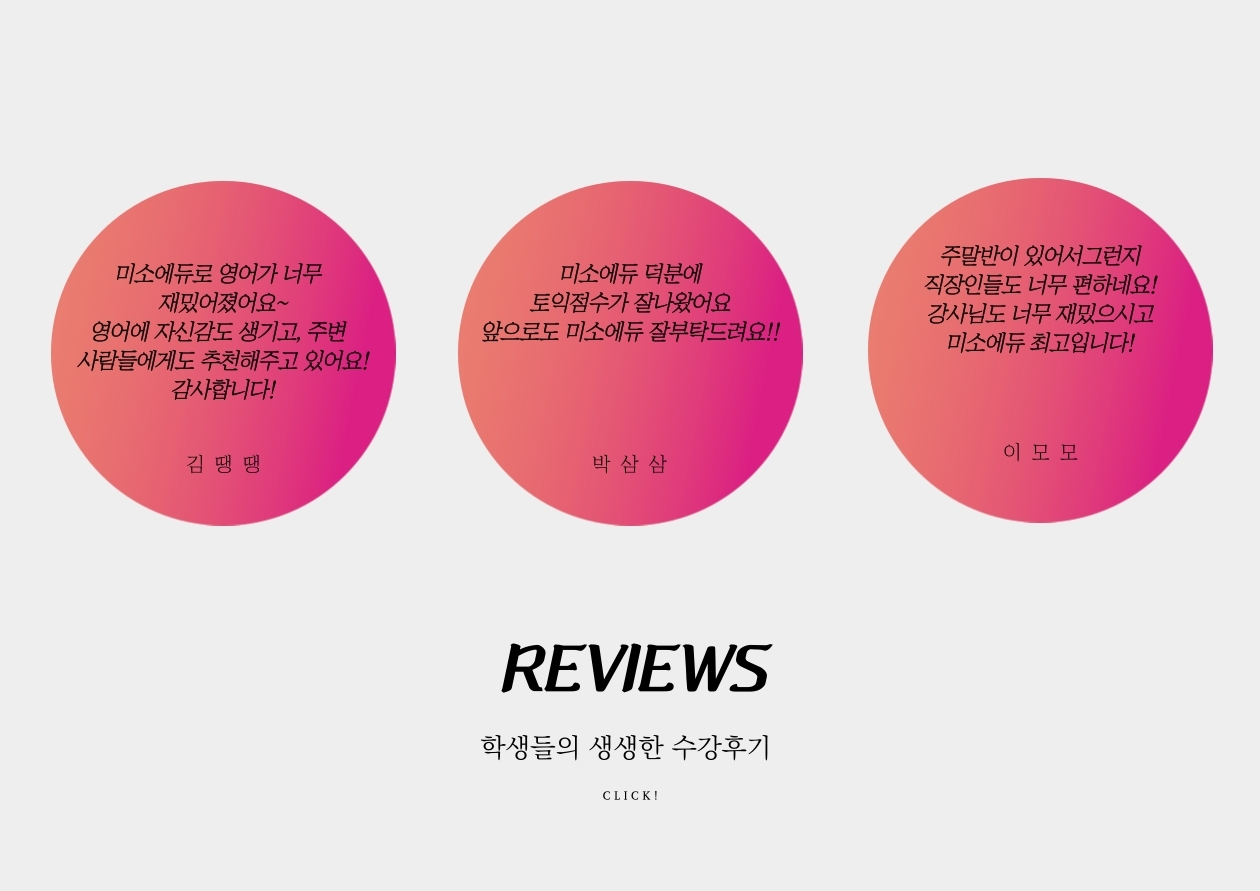 미소에듀로 영어가 너무
재밌어졌어요~
영어에 자신감도 생기고, 주변
사람들에게도 추천해주고 있어요!
감사합니다!
김땡땡
미소에듀 덕분에
토익점수가 잘나왔어요
앞으로도 미소에듀 잘부탁드려요!!
박삼삼
주말반이 있어서그런지
직장인들도 너무 편하네요!
강사님도 너무 재밌으시고
미소에듀 최고입니다!
이모모
REVIEWS
학생들의 생생한 수강후기
CLICK!